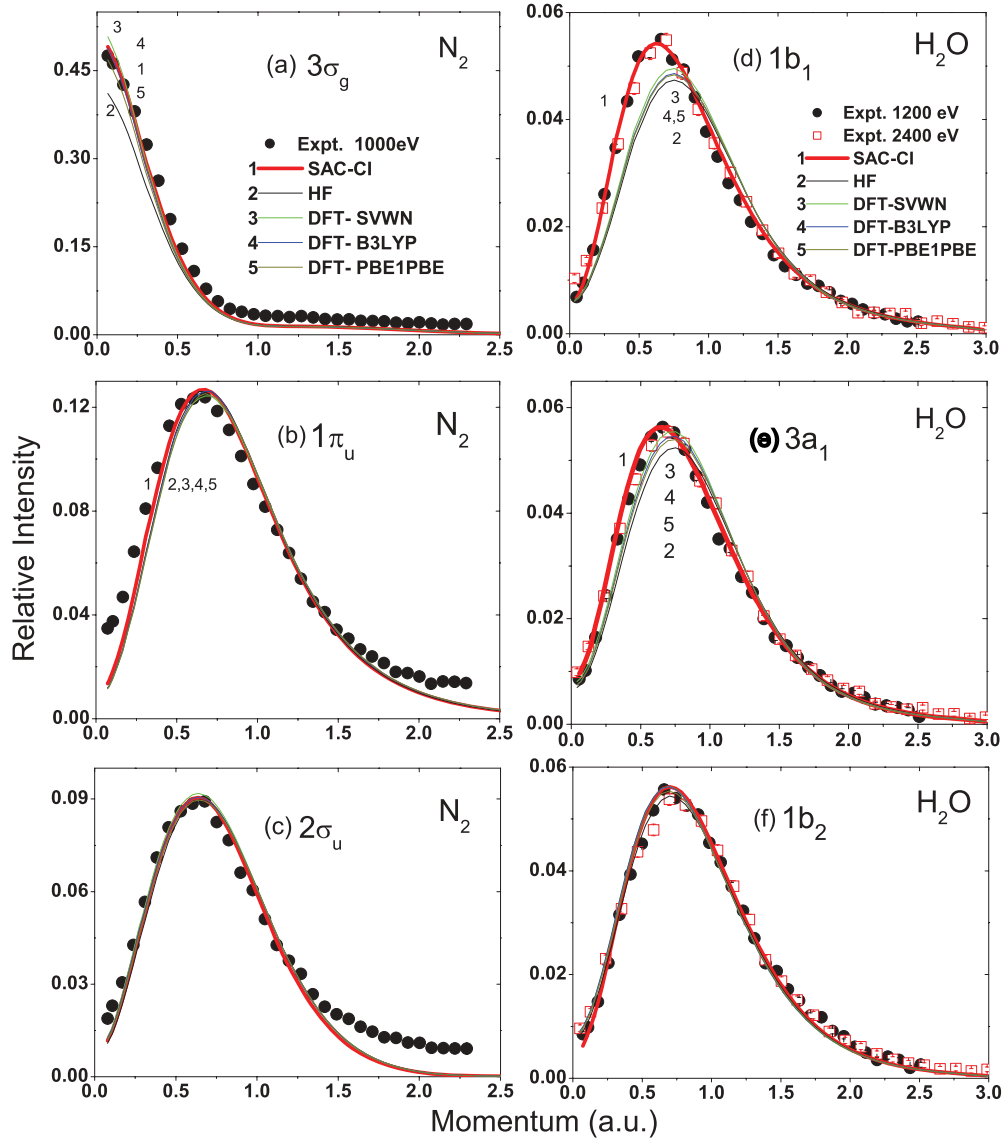 N2
(a) 3σg
3
4
1
5
2
Expt. 1000eV
1 SAC-CI
2 HF
3 DFT- SVWN
4 DFT- B3LYP
5 DFT- PBE1PBE
0.45
0.30
0.15
0.00
0.0 0.5 1.0 1.5 2.0 2.5
N2
(b) 1πu
1 2,3,4,5
0.12
0.08
0.04
0.00
0.0 0.5 1.0 1.5 2.0 2.5
N2
(c) 2σu
0.09
0.06
0.03
0.00
0.0 0.5 1.0 1.5 2.0 2.5
H2O
(d) 1b1
1
3
4,5
2
Expt. 1200 eV
Expt. 2400 eV
1 SAC-CI
2 HF
3 DFT-SVWN
4 DFT-B3LYP
5 DFT-PBE1PBE
0.06
0.04
0.02
0.00
0.0 0.5 1.0 1.5 2.0 2.5 3.0
H2O
(e) 3a1
1
3
4
5
2
0.06
0.04
0.02
0.00
0.0 0.5 1.0 1.5 2.0 2.5 3.0
H2O
(f) 1b2
0.06
0.04
0.02
0.00
0.0 0.5 1.0 1.5 2.0 2.5 3.0
Relative Intensity
Momentum (a.u.)